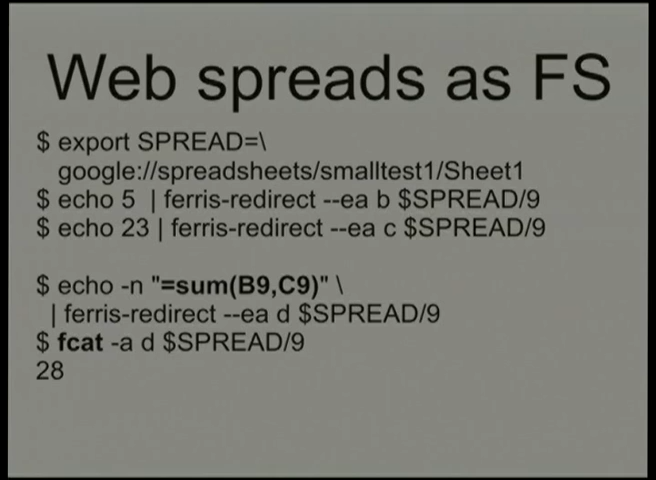 Web spreads as FS
$ export SPREAD=\
google://spreadsheets/smalltest1/Sheet1
$ echo 5 | ferris-redirect --ea b $SPREAD/9
$ echo 23 | ferris-redirect --ea c $SPREAD/9
$ echo -n "=sum(B9,C9)" \
| ferris-redirect --ea d $SPREAD/9
$ fcat -a d $SPREAD/9
28